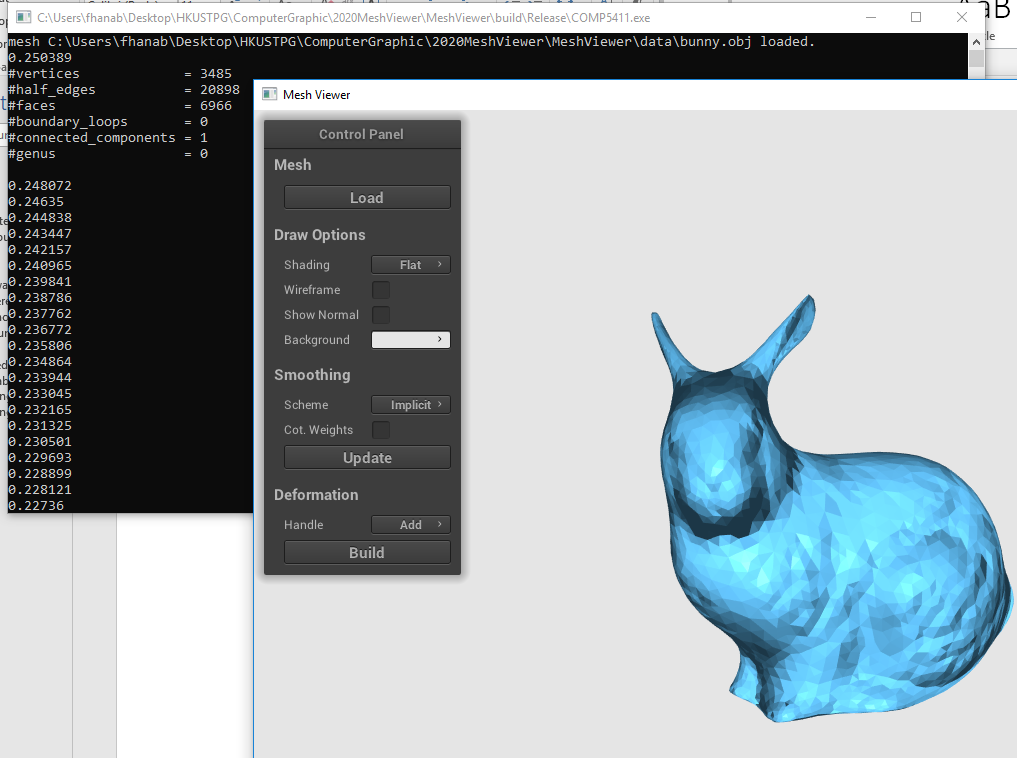 C:\Users\fhanab\Desktop\HKUSTPG\ComputerGraphic\2020MeshViewer\MeshViewer\build\Release\COMP5411.exe
mesh C:\Users\fhanab\Desktop\HKUSTPG\ComputerGraphic\2020MeshViewer\MeshViewer\data\bunny.obj loaded.
0.250389
#vertices = 3485
#half_edges = 20898
#faces = 6966
#boundary_loops = 0
#connected_components = 1
#genus = 0
0.248072
0.24635
0.244838
0.243447
0.242157
0.240965
0.239841
0.238786
0.237762
0.236772
0.235806
0.234864
0.233944
0.233045
0.232165
0.231325
0.230501
0.229693
0.228899
0.228121
0.22736
Mesh Viewer
Control Panel
Mesh
Load
Draw Options
Shading Flat
Wireframe
Show Normal
Background
Smoothing
Scheme Implicit
Cot. Weights
Update
Deformation
Handle Add
Build